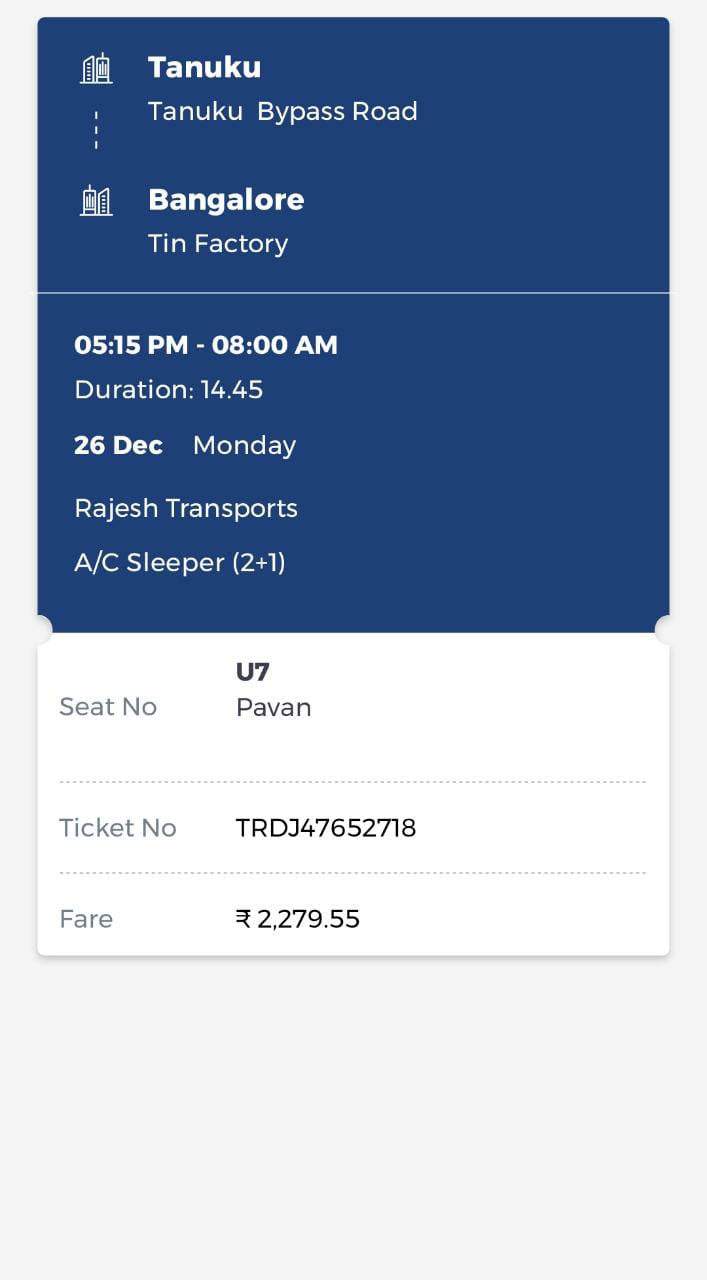 Tanuku
Tanuku  Bypass Road
Bangalore
Tin Factory
05:15 PM - 08:00 AM
Duration: 14.45
26 Dec    Monday
Rajesh Transports
A/C Sleeper (2+1)
U7
Seat No    Pavan
Ticket No    TRDJ47652718
Fare    ₹ 2,279.55